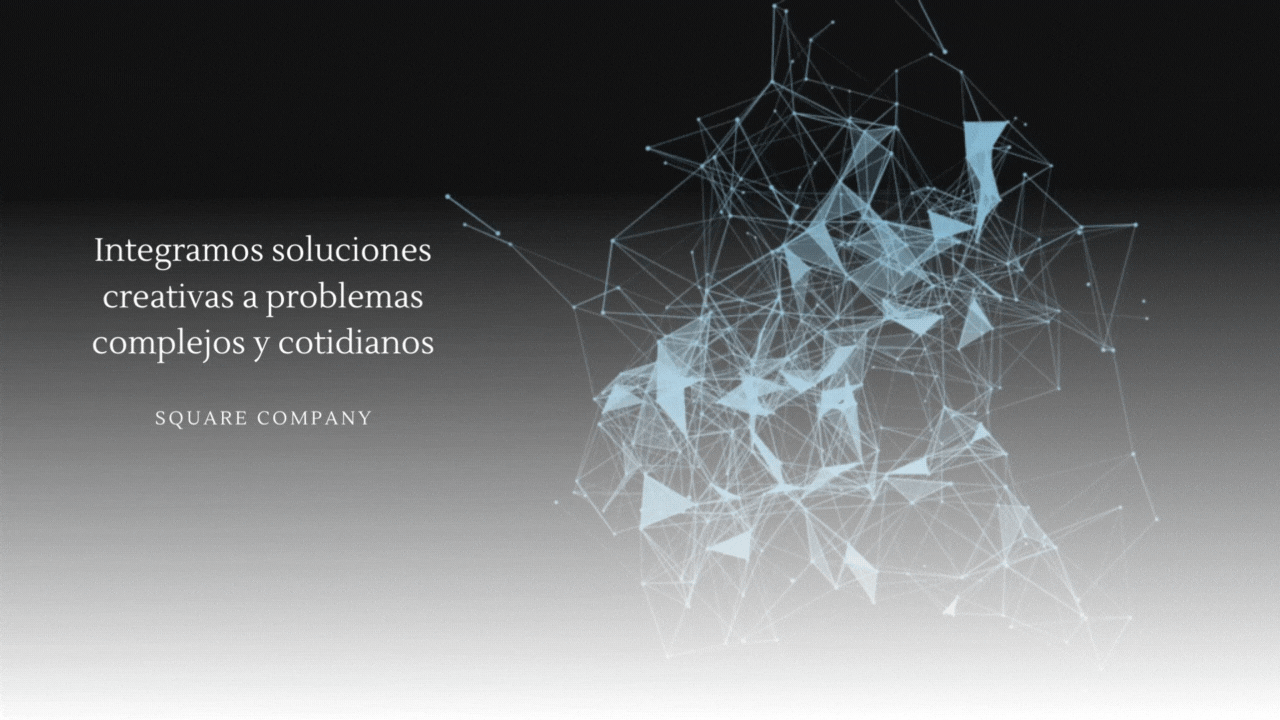 Integramos soluciones
creativas a problemas
complejos y cotidianos
SQUARE COMPANY